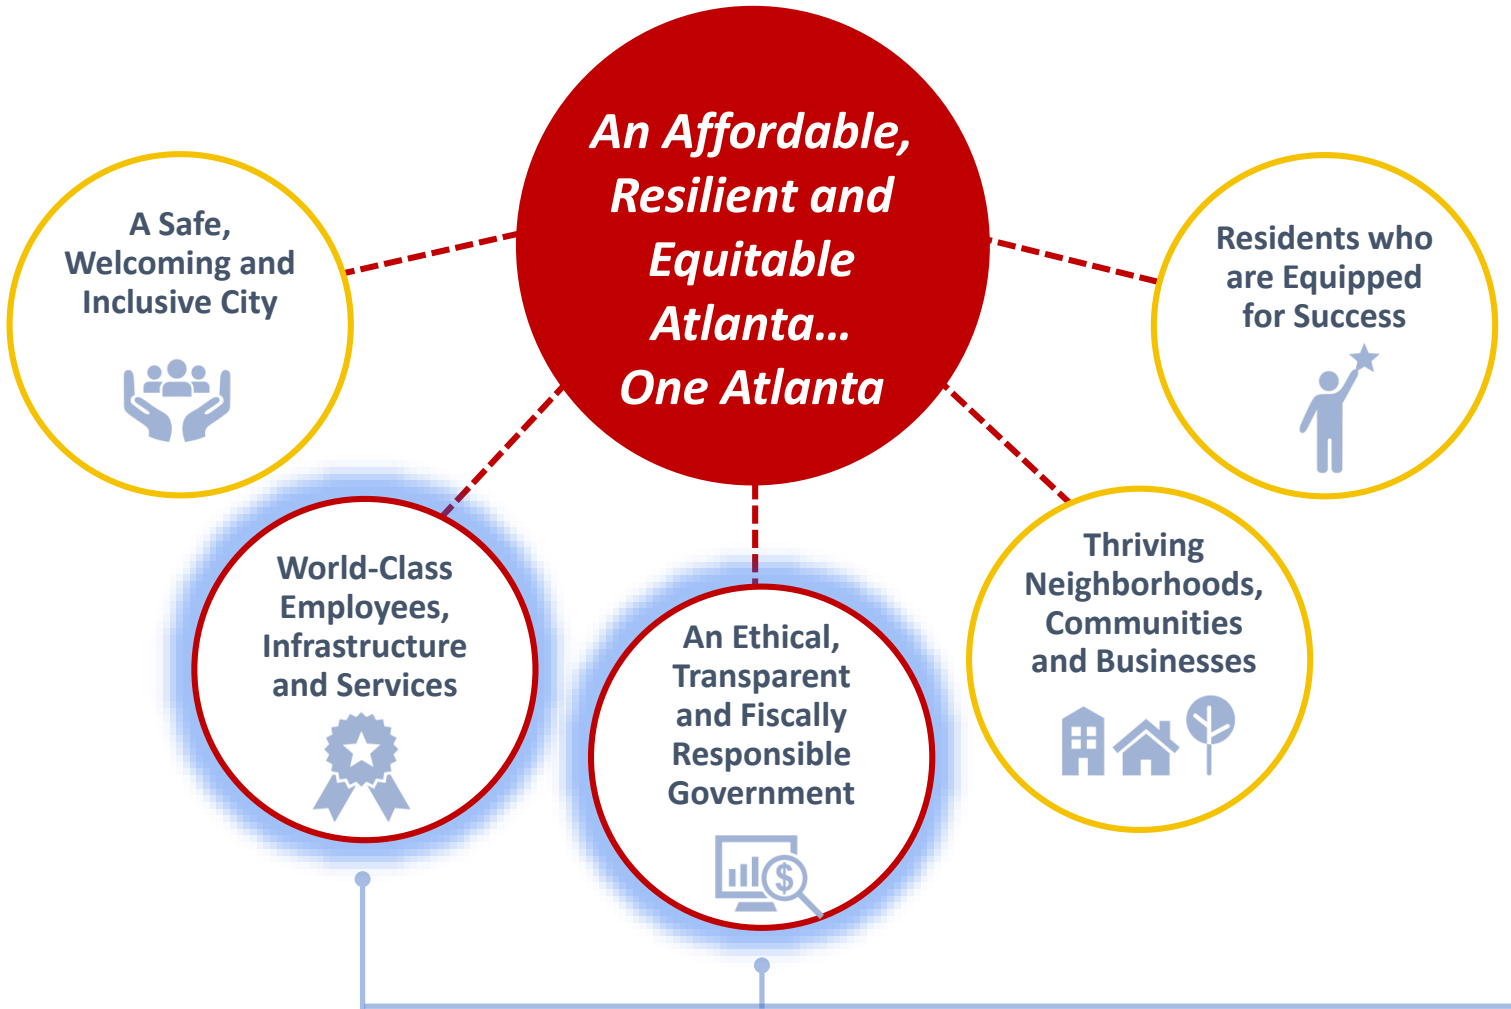 An Affordable,
Resilient and
Equitable
Atlanta...
One Atlanta
A Safe,
Welcoming and
Inclusive City
World-Class
Employees,
Infrastructure
and Services
An Ethical,
Transparent
and Fiscally
Responsible
Government
$
Thriving
Neighborhoods,
Communities
and Businesses
Residents who
are Equipped
for Success